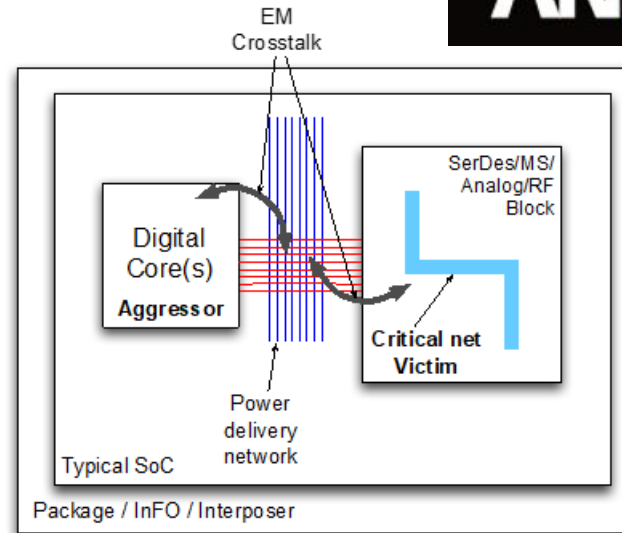 EM
Crosstalk
SerDes/MS/
Analog/RF
Block
Digital
Core(s)
Aggressor
Critical net
Victim
Power
delivery
network
Typical SoC
Package / InFO / Interposer